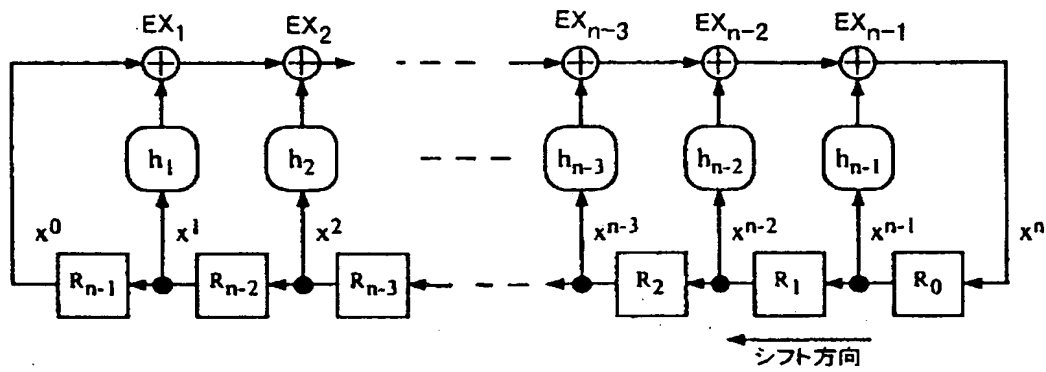 EX₁ EX₂ EXₙ₋₃ EXₙ₋₂ EXₙ₋₁
h₁ h₂ hₙ₋₃ hₙ₋₂ hₙ₋₁
x⁰ x¹ x² xⁿ⁻³ xⁿ⁻² xⁿ⁻¹ xⁿ
Rₙ₋₁ Rₙ₋₂ Rₙ₋₃ R₂ R₁ R₀
シフト方向